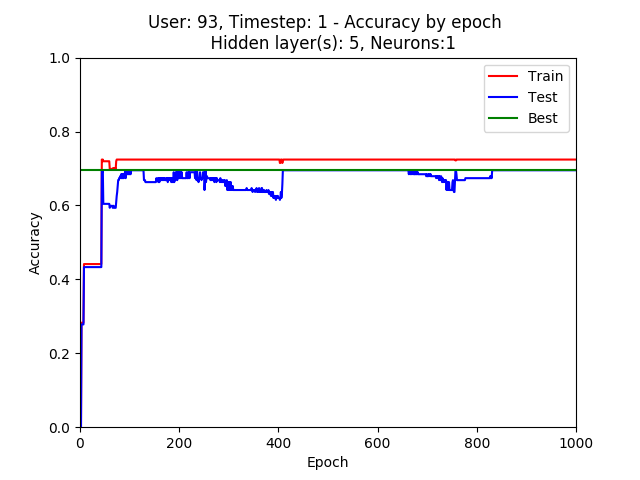 User: 93, Timestep: 1 - Accuracy by epoch
Hidden layer(s): 5, Neurons:1
Train
Test
Best
1.0
0.8
0.6
0.4
0.2
0.0
Accuracy
0 200 400 600 800 1000
Epoch